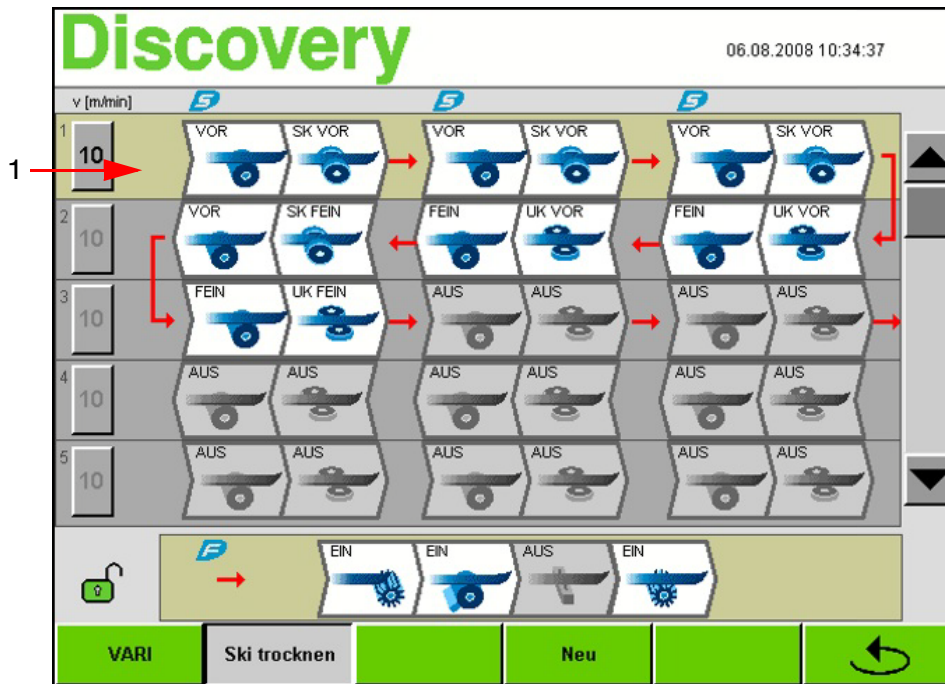 Discovery
06.08.2008 10:34:37
v [m/min] S S S
1 10 VOR SK VOR VOR SK VOR VOR SK VOR
1
2 10 VOR SK FEIN FEIN UK VOR FEIN UK VOR
3 10 FEIN UK FEIN AUS AUS AUS AUS
4 10 AUS AUS AUS AUS AUS AUS
5 10 AUS AUS AUS AUS AUS AUS
F EIN EIN AUS EIN
VARI Ski trocknen Neu